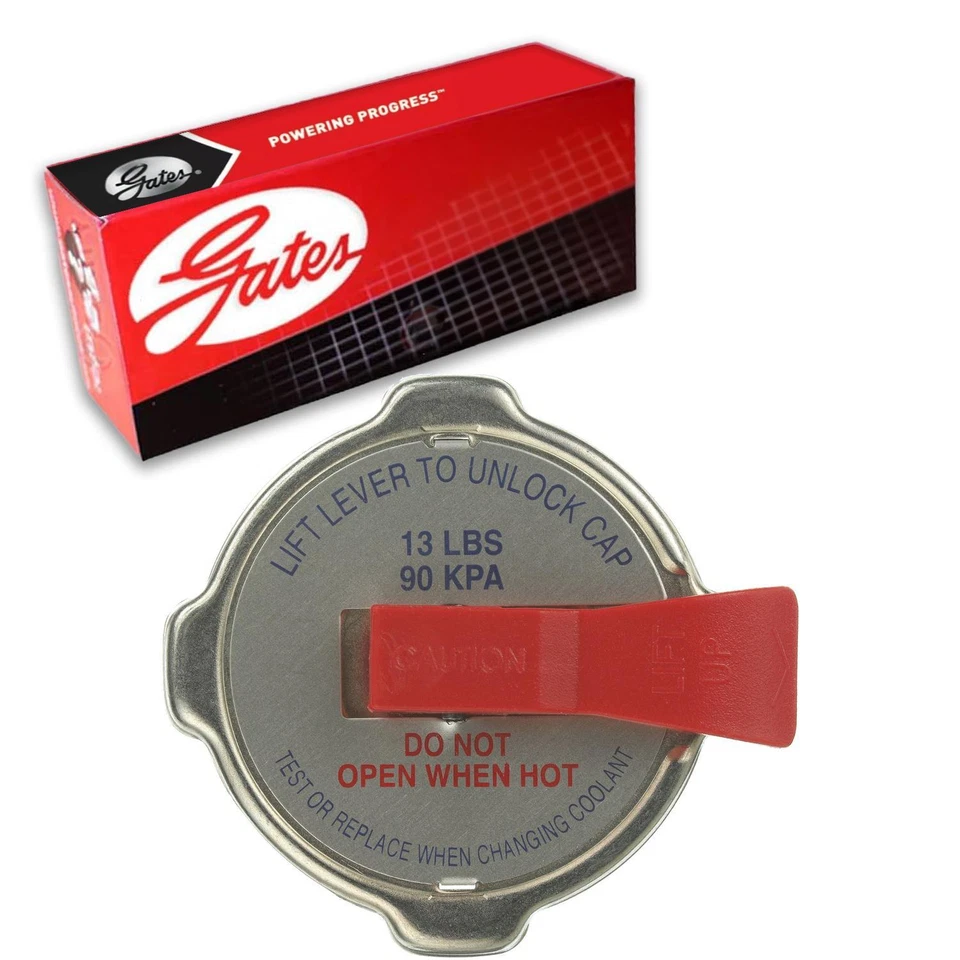 POWERING PROGRESS™
Gates®
Gates
LIFT LEVER TO UNLOCK CAP
13 LBS
90 KPA
CAUTION
LIFT
UP
DO NOT
OPEN WHEN HOT
TEST OR REPLACE WHEN CHANGING COOLANT